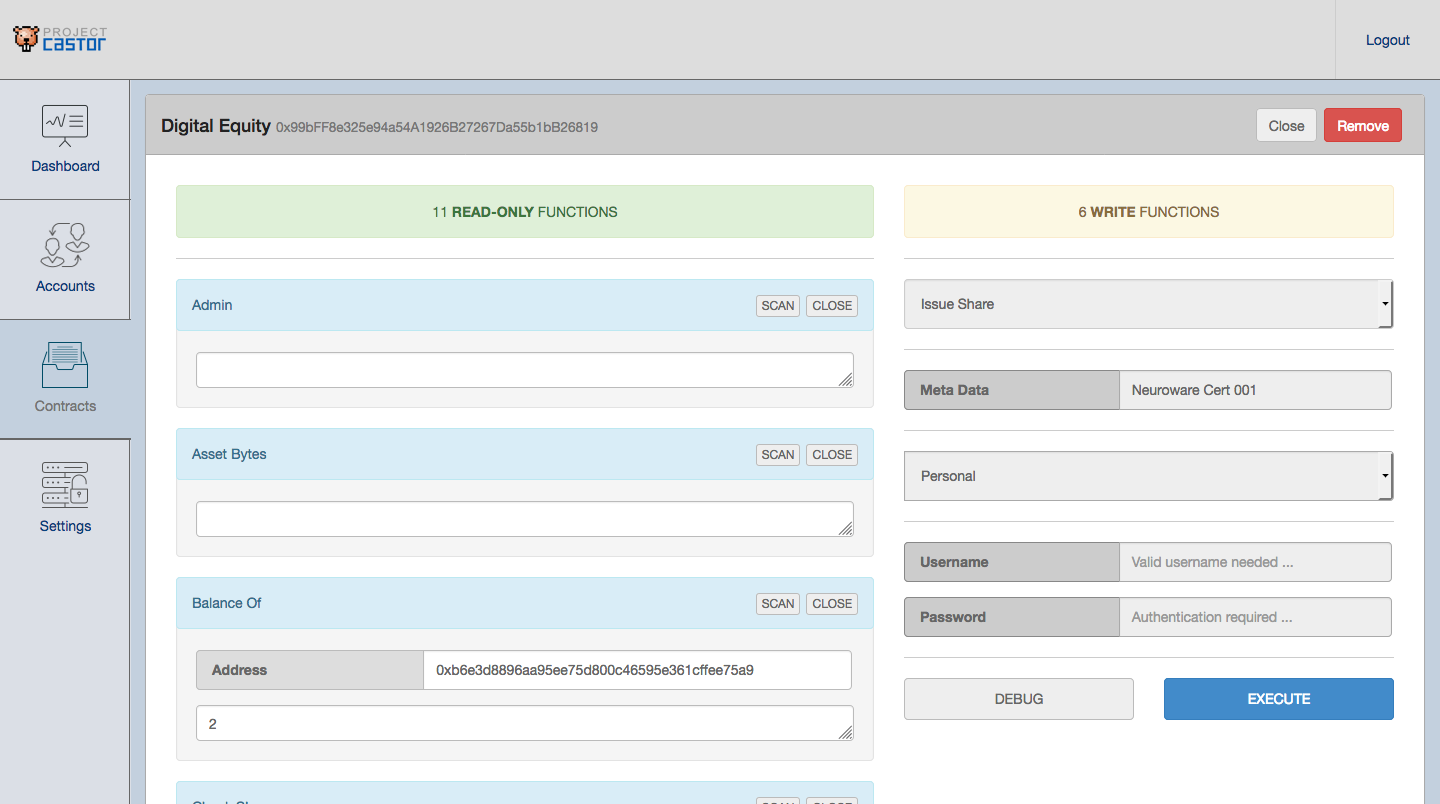 PROJECT
CASTOR
Logout
Dashboard
Accounts
Contracts
Settings
Digital Equity 0x99bFF8e325e94a54A1926B27267Da55b1bB26819
Close
Remove
11 READ-ONLY FUNCTIONS
Admin
SCAN
CLOSE
Asset Bytes
SCAN
CLOSE
Balance Of
SCAN
CLOSE
Address
0xb6e3d8896aa95ee75d800c46595e361cffee75a9
2
6 WRITE FUNCTIONS
Issue Share
Meta Data
Neuroware Cert 001
Personal
Username
Valid username needed ...
Password
Authentication required ...
DEBUG
EXECUTE